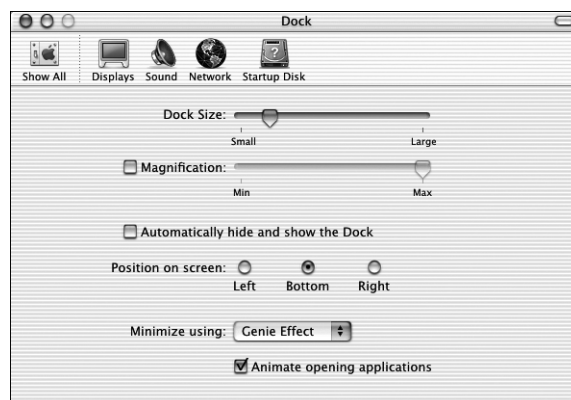 Dock
Show All Displays Sound Network Startup Disk
Dock Size:
Small Large
Magnification:
Min Max
Automatically hide and show the Dock
Position on screen:
Left Bottom Right
Minimize using: Genie Effect
Animate opening applications